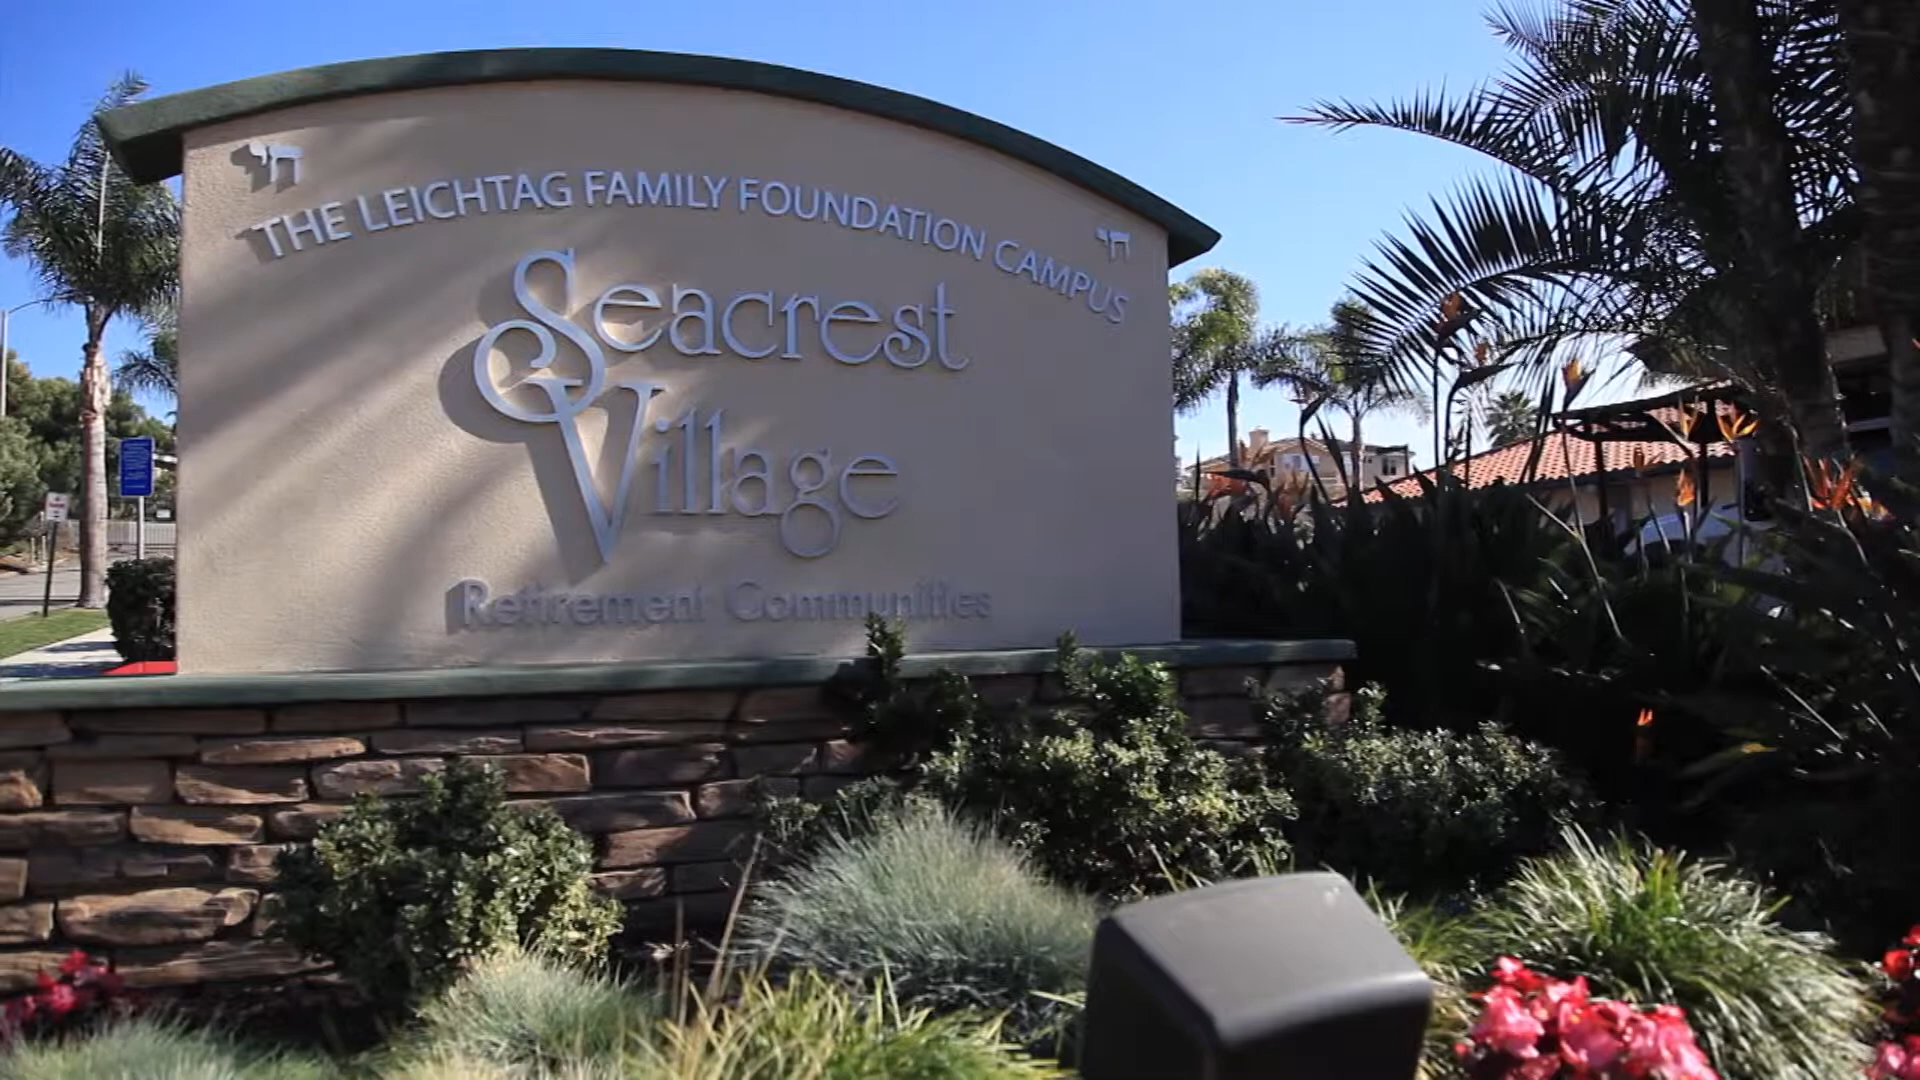 חי
חי
THE LEICHTAG FAMILY FOUNDATION CAMPUS
Seacrest
Village
Retirement Communities